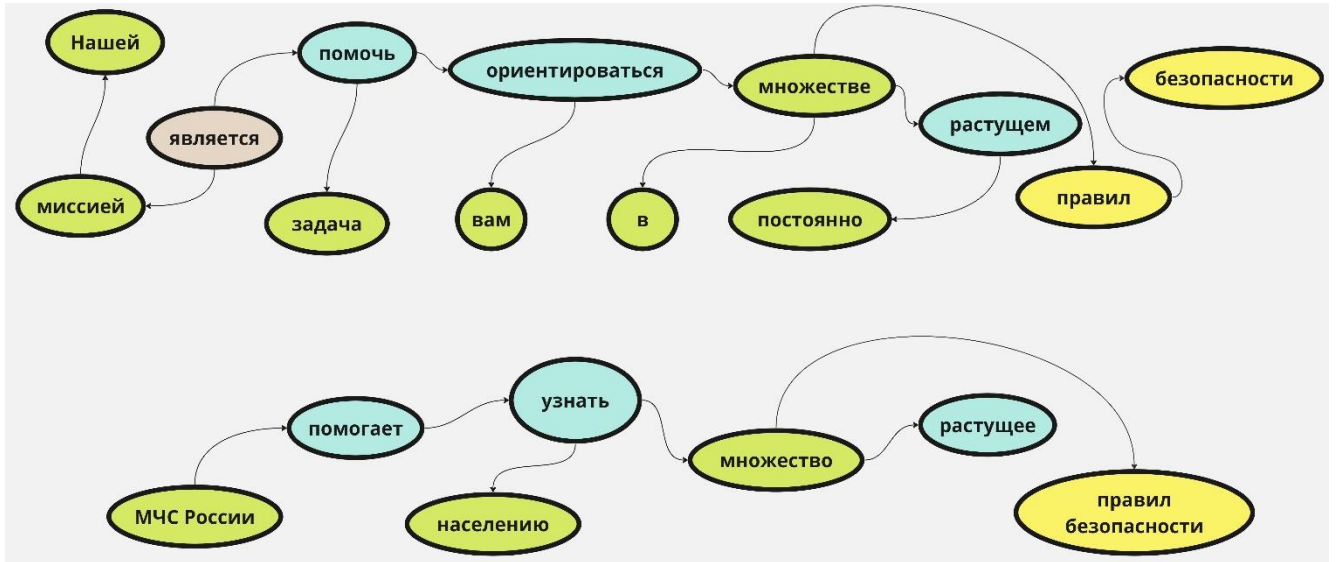 Нашей
помочь
ориентироваться
множестве
безопасности
является
растущем
миссией
задача
вам
в
постоянно
правил
помогает
узнать
растущее
множество
МЧС России
населению
правил
безопасности